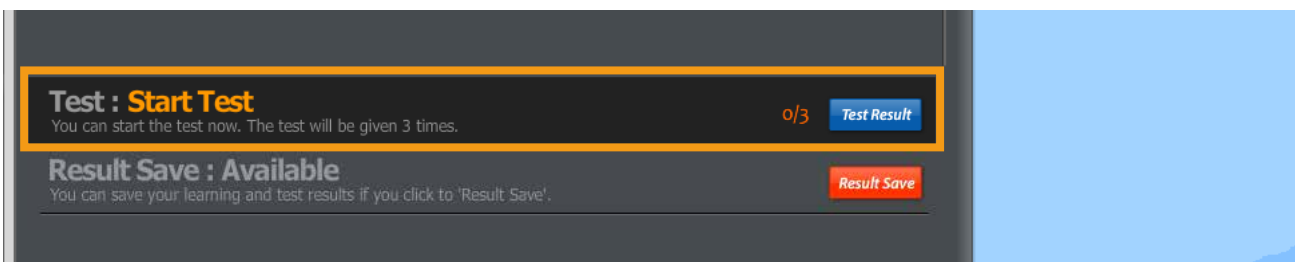 Test : Start Test
You can start the test now. The test will be given 3 times.
0/3
Test Result
Result Save : Available
You can save your learning and test results if you click to 'Result Save'.
Result Save